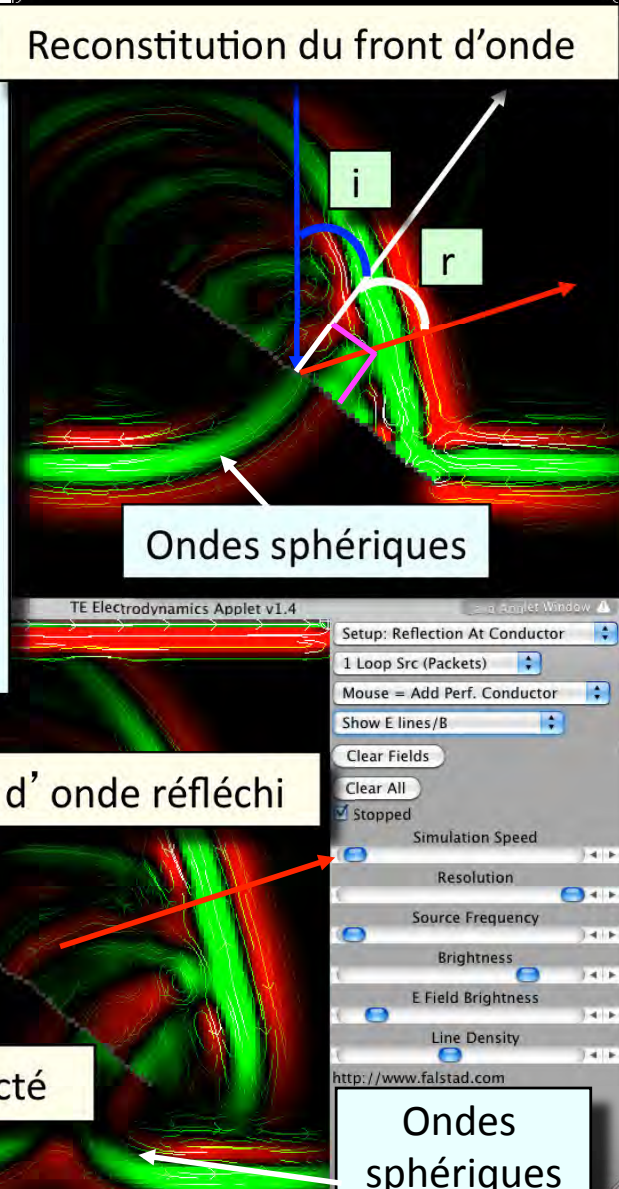 Reconstitution du front d'onde
i
r
Ondes sphériques
TE Electrodynamics Applet v1.4
Setup: Reflection At Conductor
1 Loop Src (Packets)
Mouse = Add Perf. Conductor
Show E lines/B
Clear Fields
Clear All
Stopped
Simulation Speed
Resolution
Source Frequency
Brightness
E Field Brightness
Line Density
http://www.falstad.com
d' onde réfléchi
cté
Ondes
sphériques